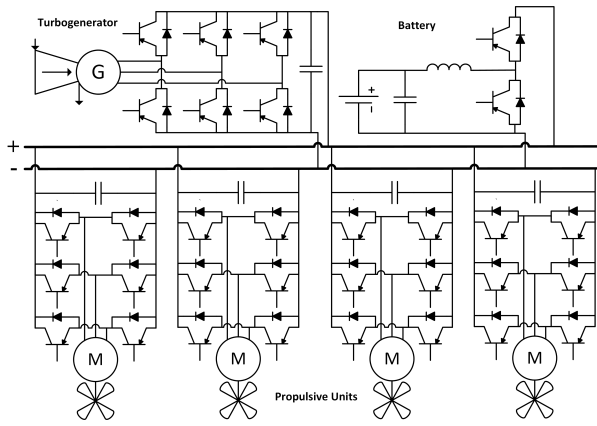 Turbogenerator
Battery
G
+
-
+
-
M
M
M
M
Propulsive Units